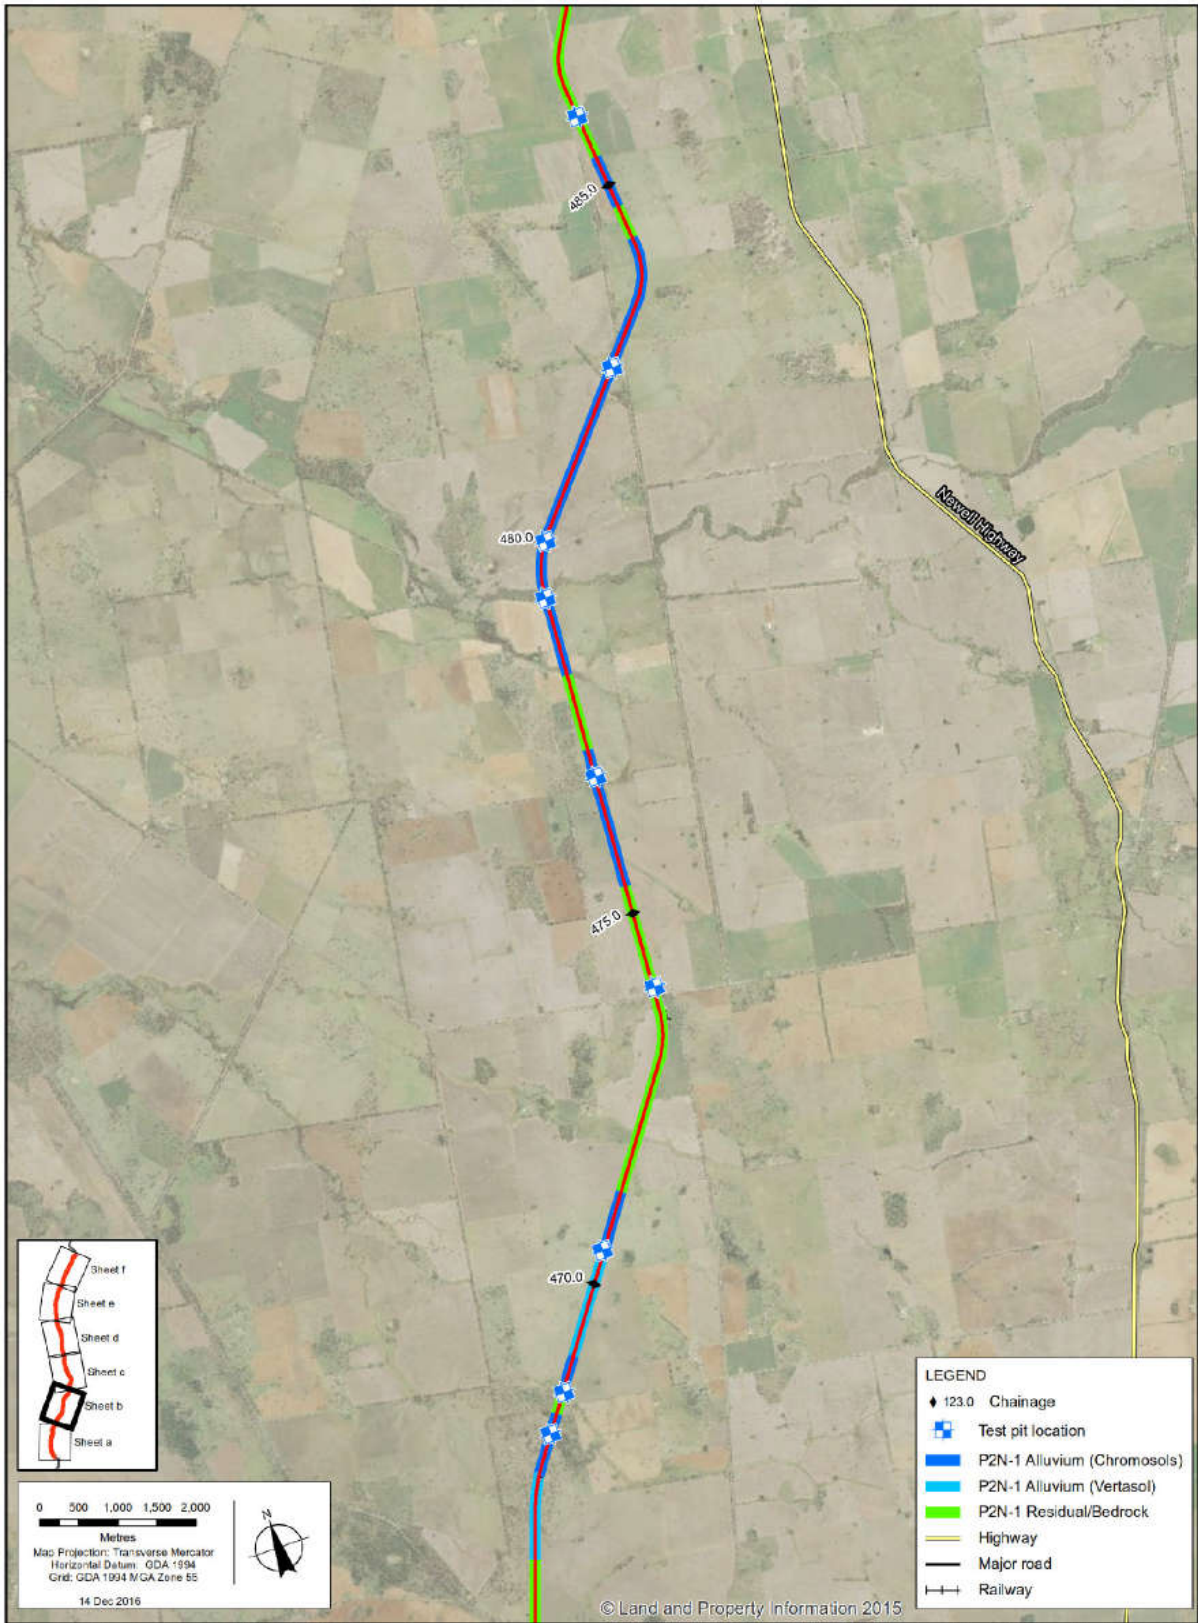 485.0
480.0
Newell Highway
475.0
470.0
Sheet f
Sheet e
Sheet d
Sheet c
Sheet b
Sheet a
0 500 1,000 1,500 2,000
Metres
Map Projection: Transverse Mercator
Horizontal Datum: GDA 1994
Grid: GDA 1994 MGA Zone 55
14 Dec 2016
N
LEGEND
123.0 Chainage
Test pit location
P2N-1 Alluvium (Chromosols)
P2N-1 Alluvium (Vertasol)
P2N-1 Residual/Bedrock
Highway
Major road
Railway
© Land and Property Information 2015